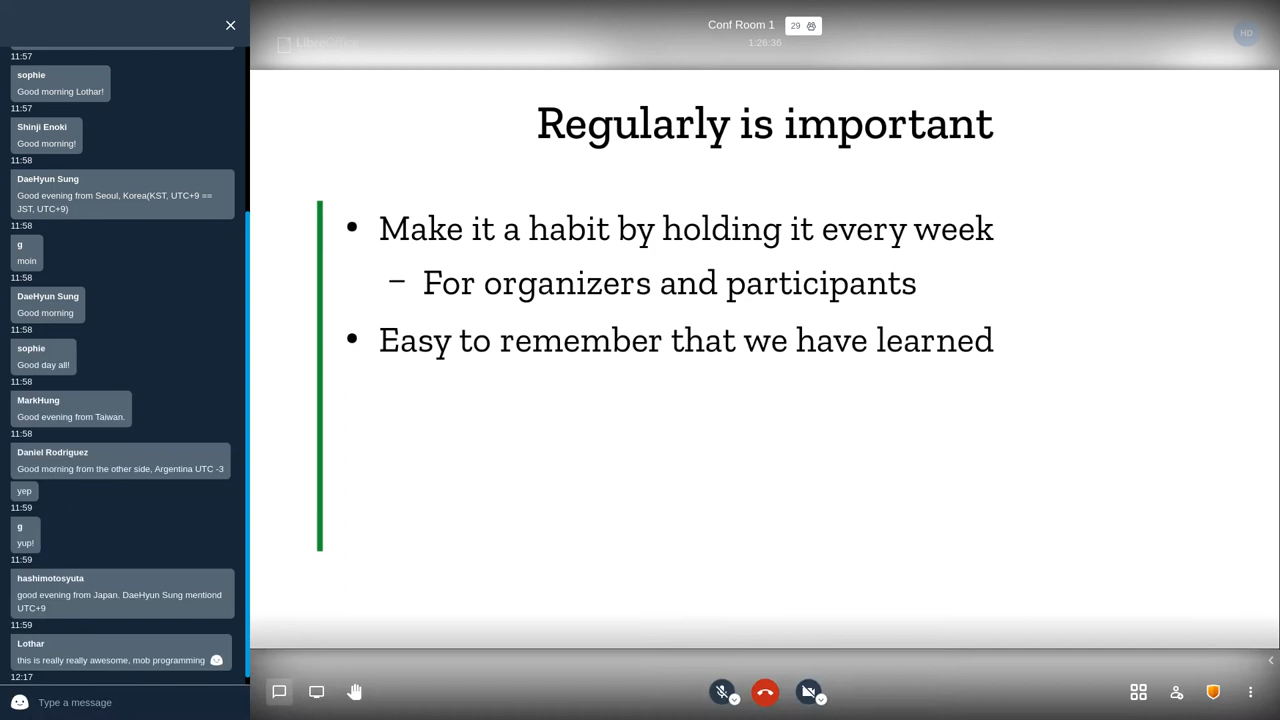 11:57
sophie
Good morning Lothar!
11:57
Shinji Enoki
Good morning!
11:58
DaeHyun Sung
Good evening from Seoul, Korea(KST, UTC+9 ==
JST, UTC+9)
11:58
g
moin
11:58
DaeHyun Sung
Good morning
11:58
sophie
Good day all!
11:58
MarkHung
Good evening from Taiwan.
11:58
Daniel Rodriguez
Good morning from the other side, Argentina UTC -3
yep
11:59
g
yup!
11:59
hashimotosyuta
good evening from Japan. DaeHyun Sung mentiond
UTC+9
11:59
Lothar
this is really really awesome, mob programming
12:17
Type a message
Conf Room 1
29
1:26:36
LibreOffice
HD
Regularly is important
• Make it a habit by holding it every week
– For organizers and participants
• Easy to remember that we have learned